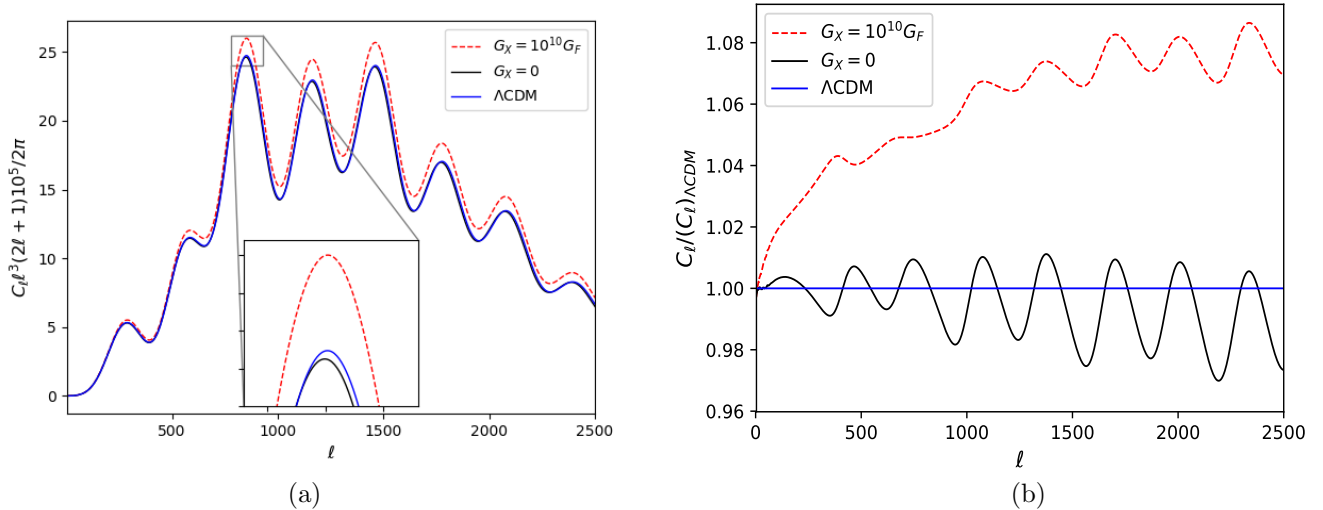 G_X = 10^{10}G_F
G_X = 0
ΛCDM
C_ℓ ℓ^3(2ℓ + 1)10^5/2π
25
20
15
10
5
0
500
1000
1500
2000
2500
ℓ
(a)
G_X = 10^{10}G_F
G_X = 0
ΛCDM
C_ℓ/(C_ℓ)_{ΛCDM}
1.08
1.06
1.04
1.02
1.00
0.98
0.96
0
500
1000
1500
2000
2500
ℓ
(b)